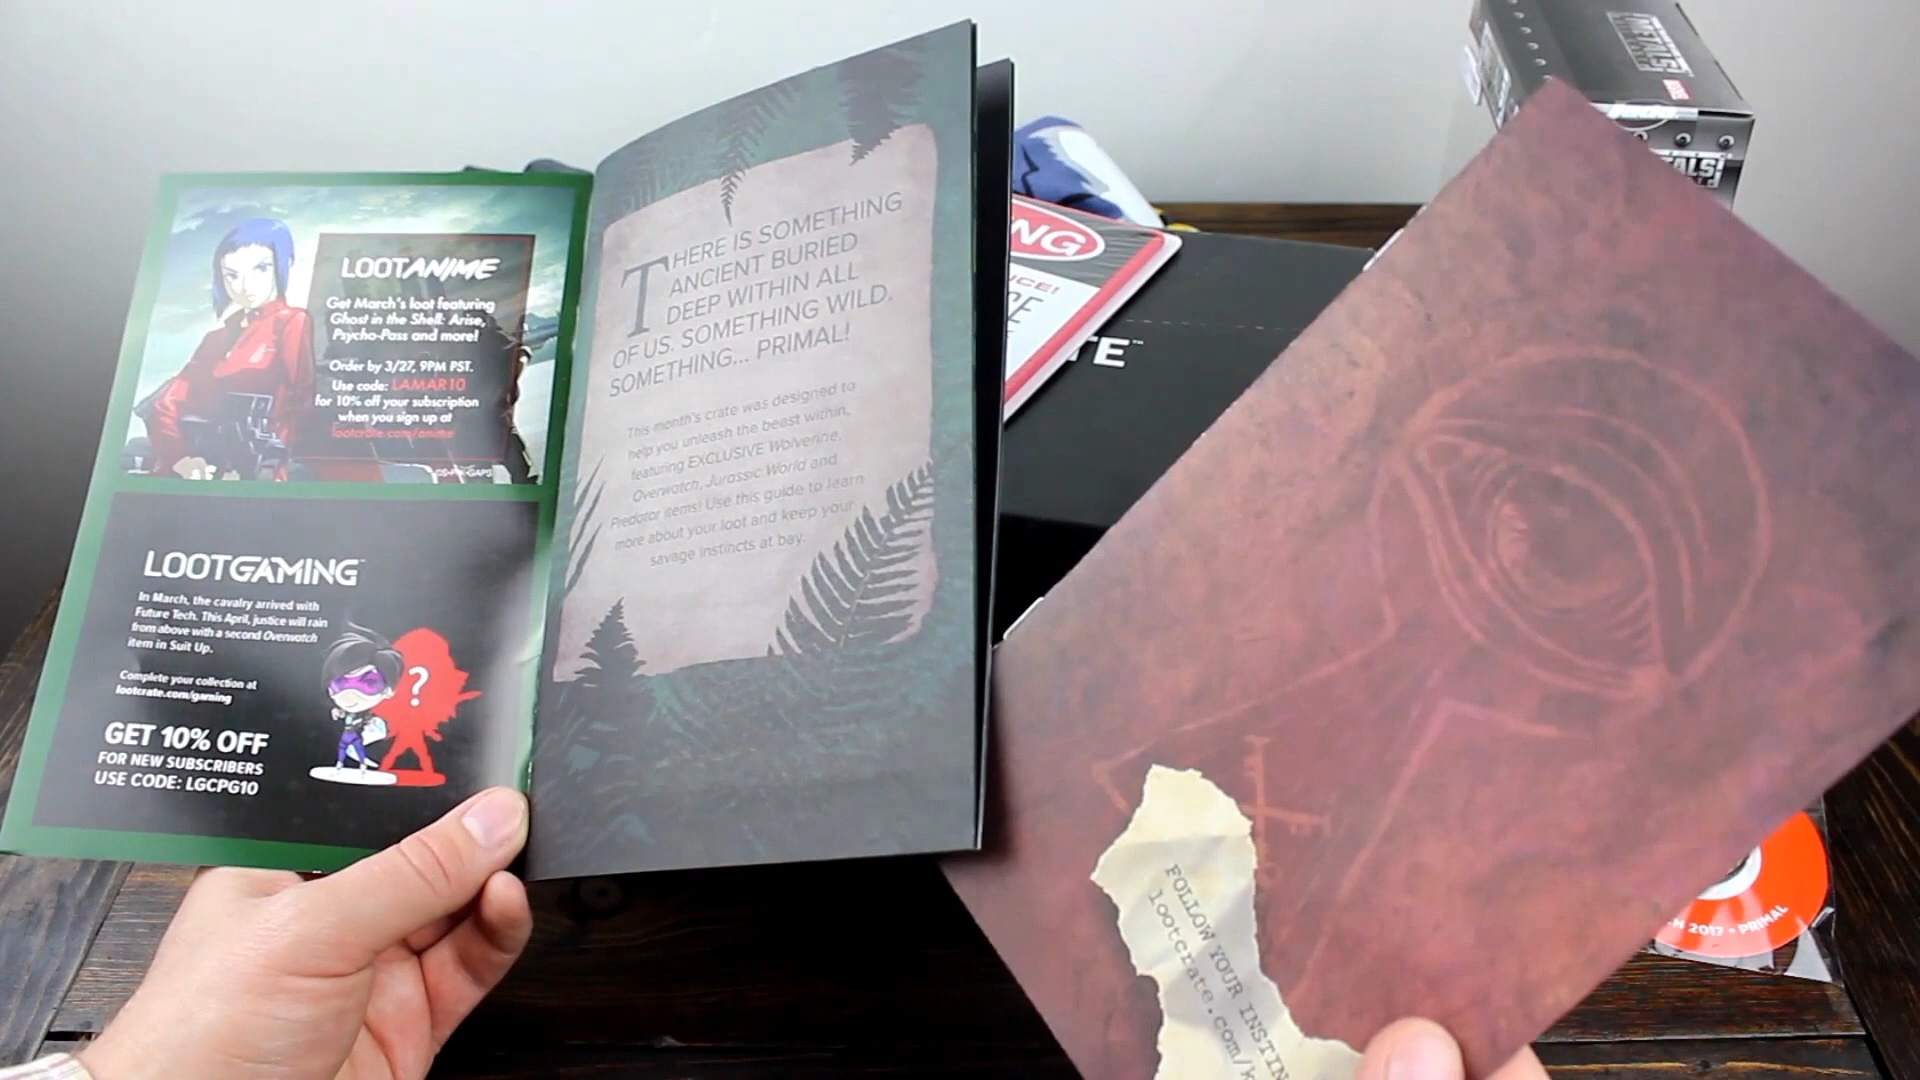 LOOTANIME
Get March's loot featuring
Ghost in the Shell: Arise,
Psycho-Pass and more!
Order by 3/27, 9PM PST.
Use code: LAMAR10
for 10% off your subscription
when you sign up at
lootcrate.com/anime
LOOTGAMING
In March, the cavalry arrived with
Future Tech. This April, justice will rain
from above with a second Overwatch
item in Suit Up.
Complete your collection at
lootcrate.com/gaming
GET 10% OFF
FOR NEW SUBSCRIBERS
USE CODE: LGCPG10
?
THERE IS SOMETHING
ANCIENT BURIED
DEEP WITHIN ALL
OF US. SOMETHING WILD.
SOMETHING... PRIMAL!
This month's crate was designed to
help you unleash the beast within,
featuring EXCLUSIVE Wolverine,
Overwatch, Jurassic World and
Predator items! Use this guide to learn
more about your loot and keep your
savage instincts at bay.
NG
TE™
METALS
FOLLOW YOUR INSTIN
lootcrate.com/k
H 2017 • PRIMAL